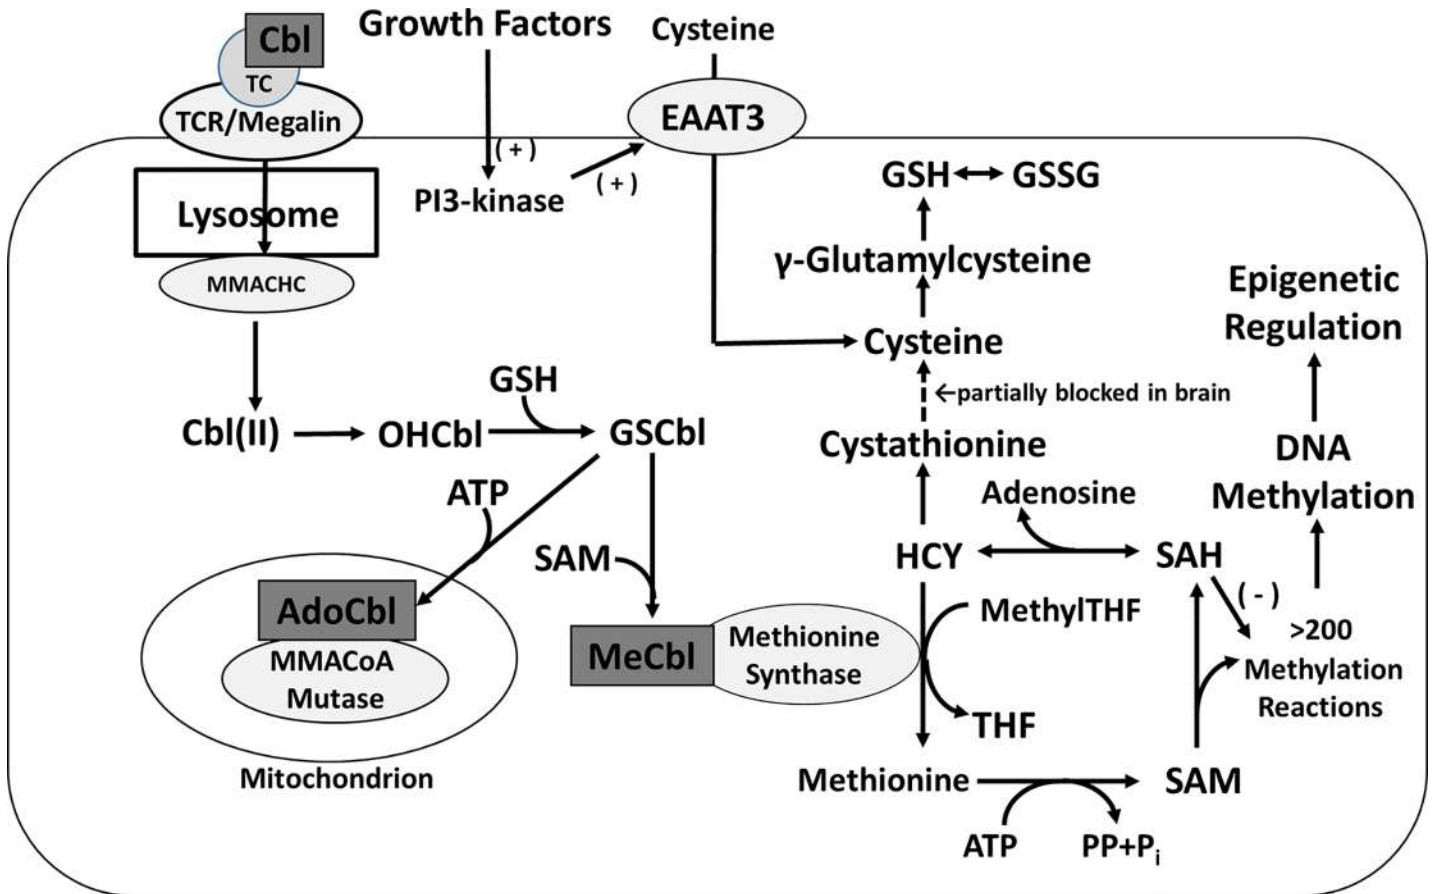 Cbl
TC
TCR/Megalin
Lysosome
MMACHC
Growth Factors
( + )
PI3-kinase
( + )
Cysteine
EAAT3
GSH
GSSG
γ-Glutamylcysteine
Cysteine
←partially blocked in brain
Cystathionine
Epigenetic
Regulation
DNA
Methylation
Cbl(II)
OHCbl
GSH
GSCbl
ATP
SAM
AdoCbl
MMACoA
Mutase
Mitochondrion
MeCbl
Methionine
Synthase
Adenosine
HCY
SAH
( - )
MethylTHF
THF
>200
Methylation
Reactions
Methionine
SAM
ATP
PP+Pi